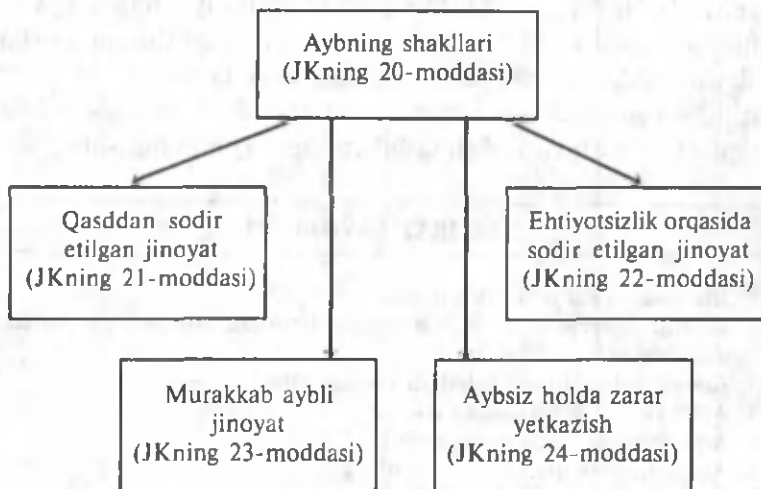 Aybning shakllari
(JKning 20-moddasi)
Qasddan sodir
etilgan jinoyat
(JKning 21-moddasi)
Ehtiyotsizlik orqasida
sodir etilgan jinoyat
(JKning 22-moddasi)
Murakkab aybli
jinoyat
(JKning 23-moddasi)
Aybsiz holda zarar
yetkazish
(JKning 24-moddasi)